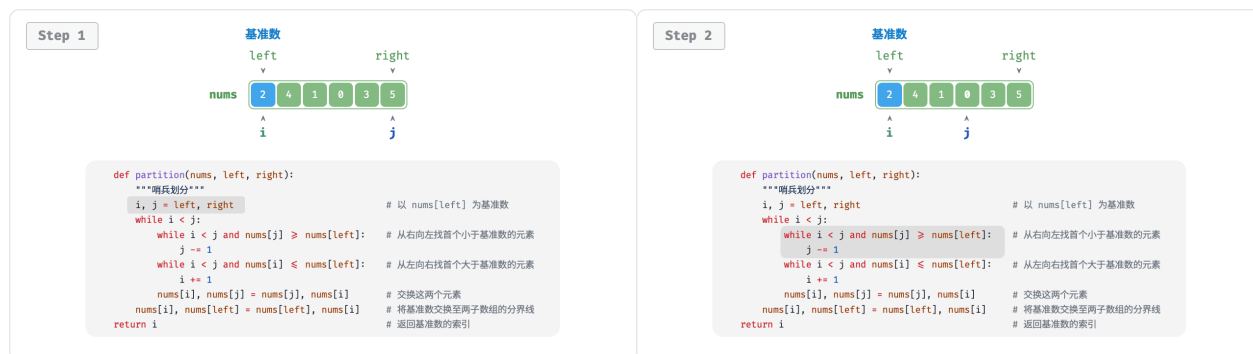 Step 1
基准数
left right
nums 2 4 1 0 3 5
i j
def partition(nums, left, right):
"""哨兵划分"""
i, j = left, right # 以 nums[left] 为基准数
while i < j:
while i < j and nums[j] ⩾ nums[left]: # 从右向左找首个小于基准数的元素
j -= 1
while i < j and nums[i] ⩽ nums[left]: # 从左向右找首个大于基准数的元素
i += 1
nums[i], nums[j] = nums[j], nums[i] # 交换这两个元素
nums[i], nums[left] = nums[left], nums[i] # 将基准数交换至两子数组的分界线
return i # 返回基准数的索引
Step 2
基准数
left right
nums 2 4 1 0 3 5
i j
def partition(nums, left, right):
"""哨兵划分"""
i, j = left, right # 以 nums[left] 为基准数
while i < j:
while i < j and nums[j] ⩾ nums[left]: # 从右向左找首个小于基准数的元素
j -= 1
while i < j and nums[i] ⩽ nums[left]: # 从左向右找首个大于基准数的元素
i += 1
nums[i], nums[j] = nums[j], nums[i] # 交换这两个元素
nums[i], nums[left] = nums[left], nums[i] # 将基准数交换至两子数组的分界线
return i # 返回基准数的索引